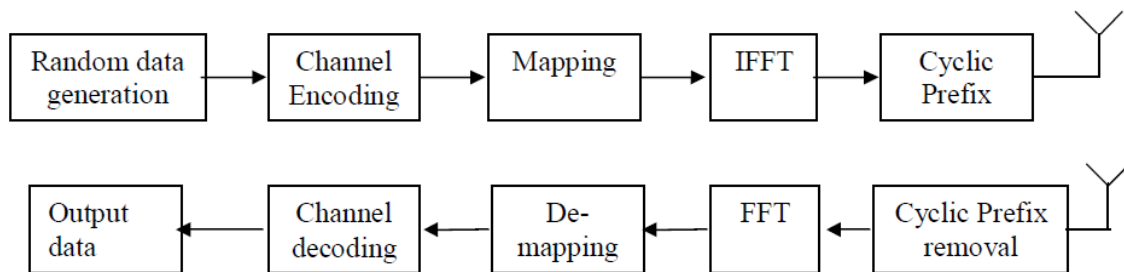 Random data
generation
Channel
Encoding
Mapping
IFFT
Cyclic
Prefix
Output
data
Channel
decoding
De-
mapping
FFT
Cyclic Prefix
removal